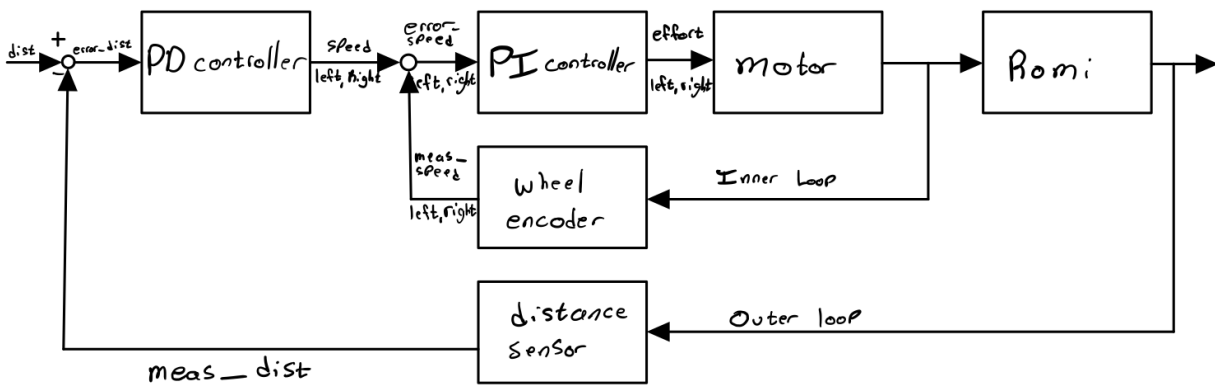 dist
+
-
error_dist
PD controller
speed
left, Right
error_
speed
left, right
PI controller
effort
left, right
motor
Romi
meas_
speed
left, right
wheel
encoder
Inner Loop
distance
sensor
Outer loop
meas_dist